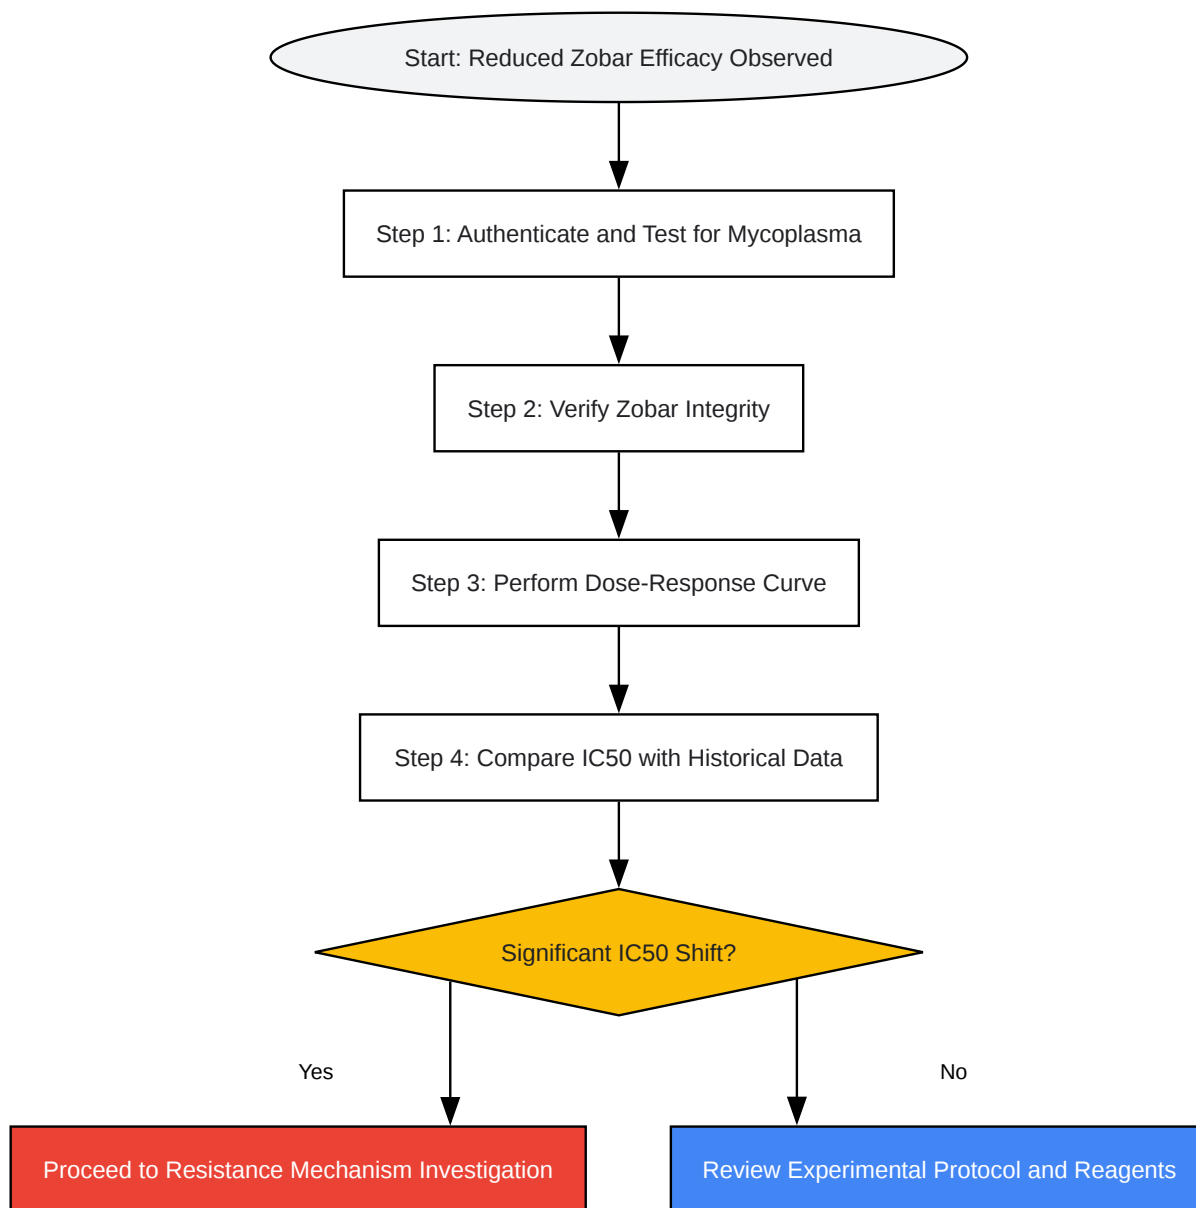 Start: Reduced Zobar Efficacy Observed
Step 1: Authenticate and Test for Mycoplasma
Step 2: Verify Zobar Integrity
Step 3: Perform Dose-Response Curve
Step 4: Compare IC50 with Historical Data
Significant IC50 Shift?
Yes
No
Proceed to Resistance Mechanism Investigation
Review Experimental Protocol and Reagents